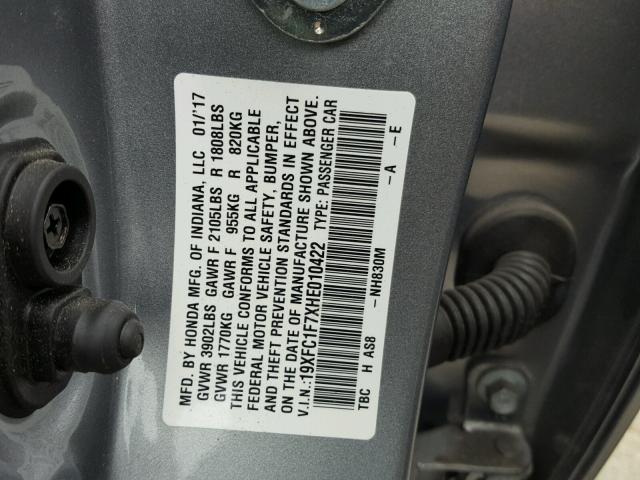 MFD. BY HONDA MFG. OF INDIANA, LLC 01/'17
GVWR 3902LBS GAWR F 2105LBS R 1808LBS
GVWR 1770KG GAWR F 955KG R 820KG
THIS VEHICLE CONFORMS TO ALL APPLICABLE
FEDERAL MOTOR VEHICLE SAFETY, BUMPER,
AND THEFT PREVENTION STANDARDS IN EFFECT
ON THE DATE OF MANUFACTURE SHOWN ABOVE.
V.I.N.:19XFC1F7XHE010422 TYPE: PASSENGER CAR
TBC H AS8 - NH830M - A - E